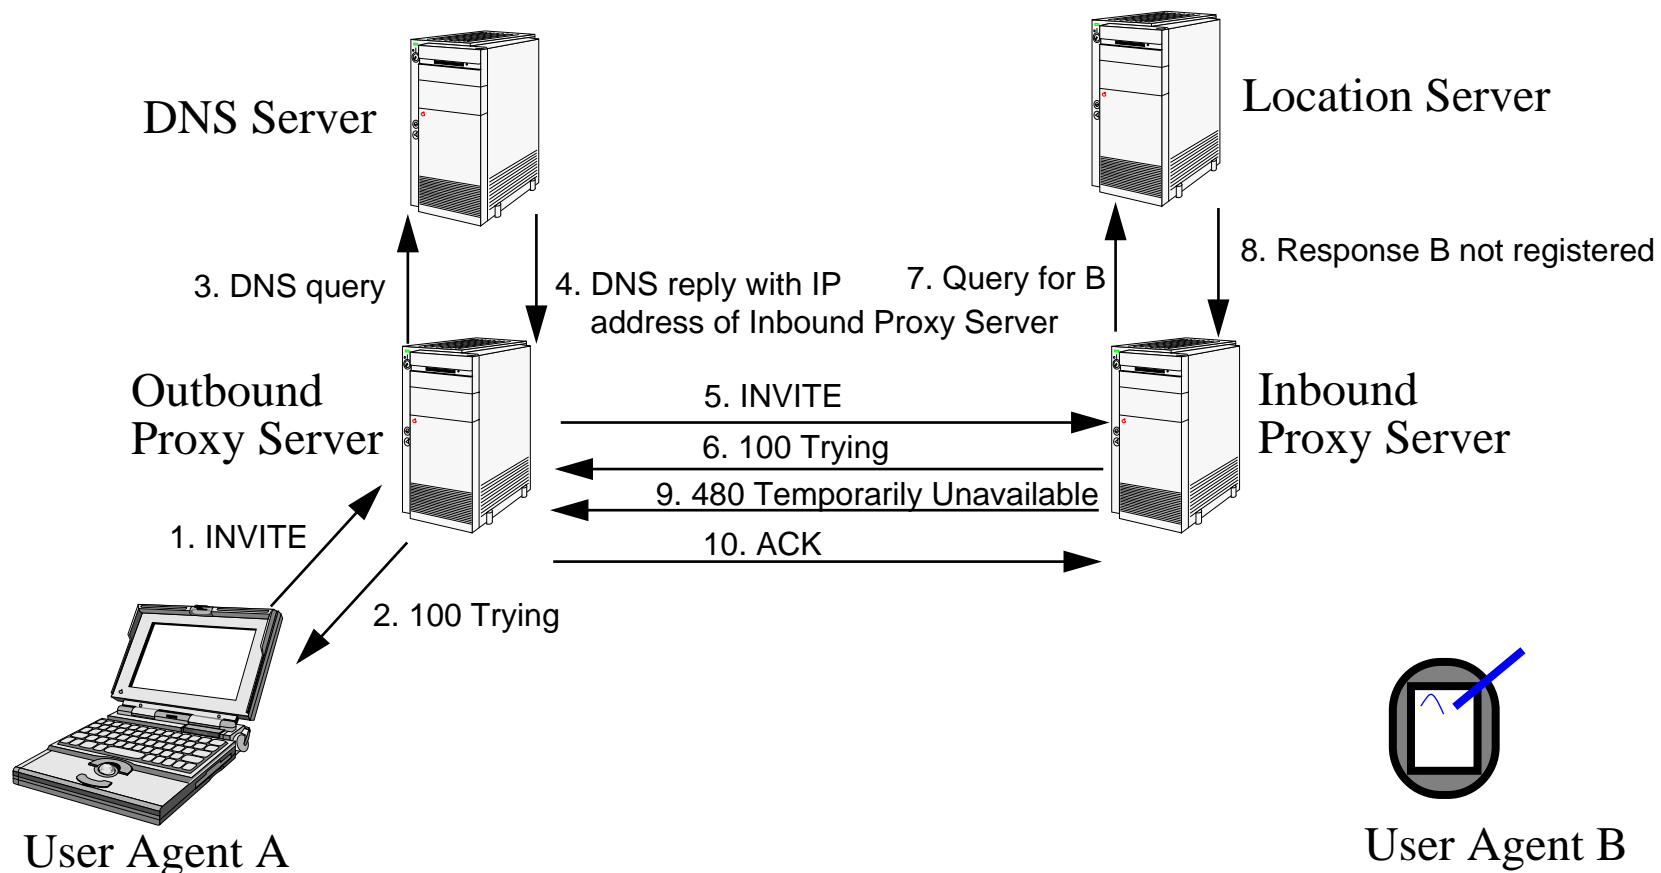 DNS Server
Location Server
3. DNS query
4. DNS reply with IP
address of Inbound Proxy Server
7. Query for B
8. Response B not registered
Outbound
Proxy Server
5. INVITE
6. 100 Trying
9. 480 Temporarily Unavailable
10. ACK
Inbound
Proxy Server
1. INVITE
2. 100 Trying
User Agent A
User Agent B